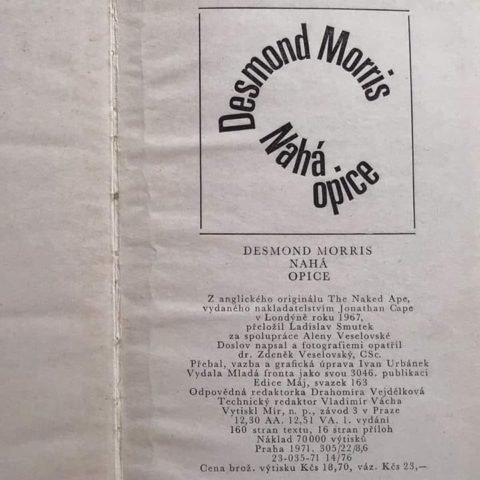 Desmond Morris
Nahá
opice
DESMOND MORRIS
NAHÁ
OPICE
Z anglického originálu The Naked Ape,
vydaného nakladatelstvím Jonathan Cape
v Londýně roku 1967,
přeložil Ladislav Smutek
za spolupráce Aleny Veselovské
Doslov napsal a fotografiemi opatřil
dr. Zdeněk Veselovský, CSc.
Přebal, vazba a grafická úprava Ivan Urbánek
Vydala Mladá fronta jako svou 3046. publikaci
Edice Máj, svazek 163
Odpovědná redaktorka Drahomíra Vejdělková
Technický redaktor Vladimír Vácha
Vytiskl Mír, n. p., závod 3 v Praze
12,30 AA. 12,51 VA. 1. vydání
160 stran textu, 16 stran příloh
Náklad 70000 výtisků
Praha 1971. 305/22/8,6
23-035-71 14/76
Cena brož. výtisku Kčs 18,70, váz. Kčs 23,—